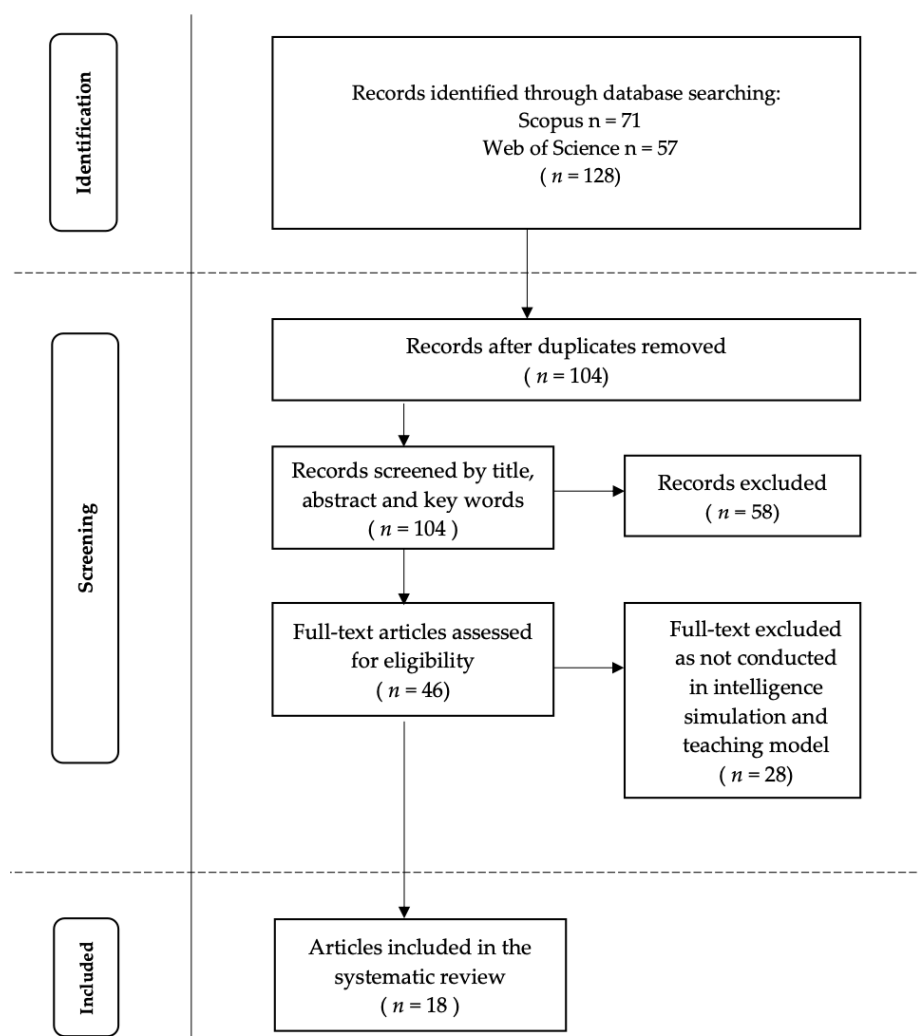 Identification
Records identified through database searching:
Scopus n = 71
Web of Science n = 57
( n = 128)
Screening
Records after duplicates removed
( n = 104)
Records screened by title,
abstract and key words
( n = 104 )
Records excluded
( n = 58)
Full-text articles assessed
for eligibility
( n = 46)
Full-text excluded
as not conducted
in intelligence
simulation and
teaching model
( n = 28)
Included
Articles included in the
systematic review
( n = 18 )